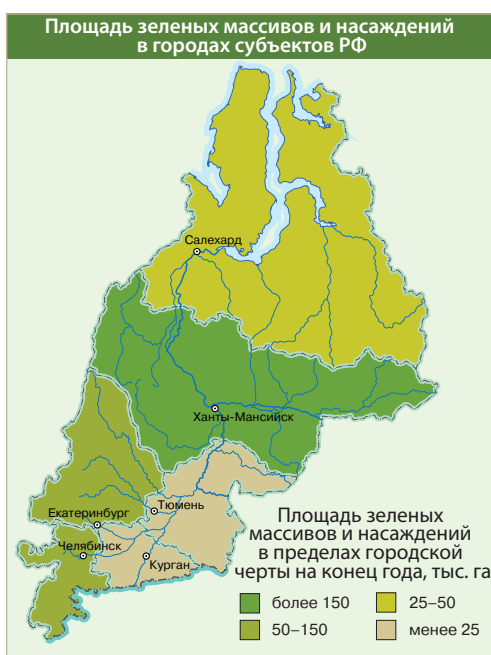 Площадь зеленых массивов и насаждений
в городах субъектов РФ
Салехард
Ханты-Мансийск
Тюмень
Екатеринбург
Челябинск
Курган
Площадь зеленых
массивов и насаждений
в пределах городской
черты на конец года, тыс. га
более 150
25–50
50–150
менее 25